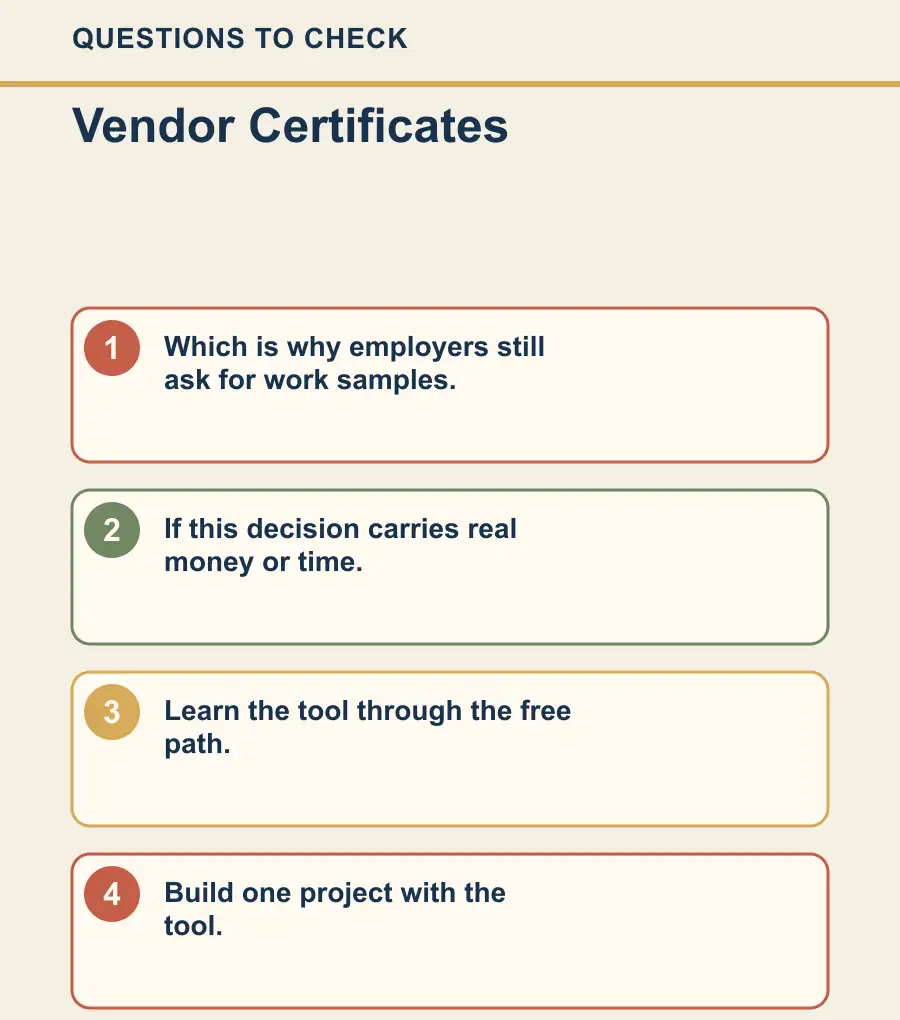 QUESTIONS TO CHECK
Vendor Certificates
1
Which is why employers still
ask for work samples.
2
If this decision carries real
money or time.
3
Learn the tool through the free
path.
4
Build one project with the
tool.